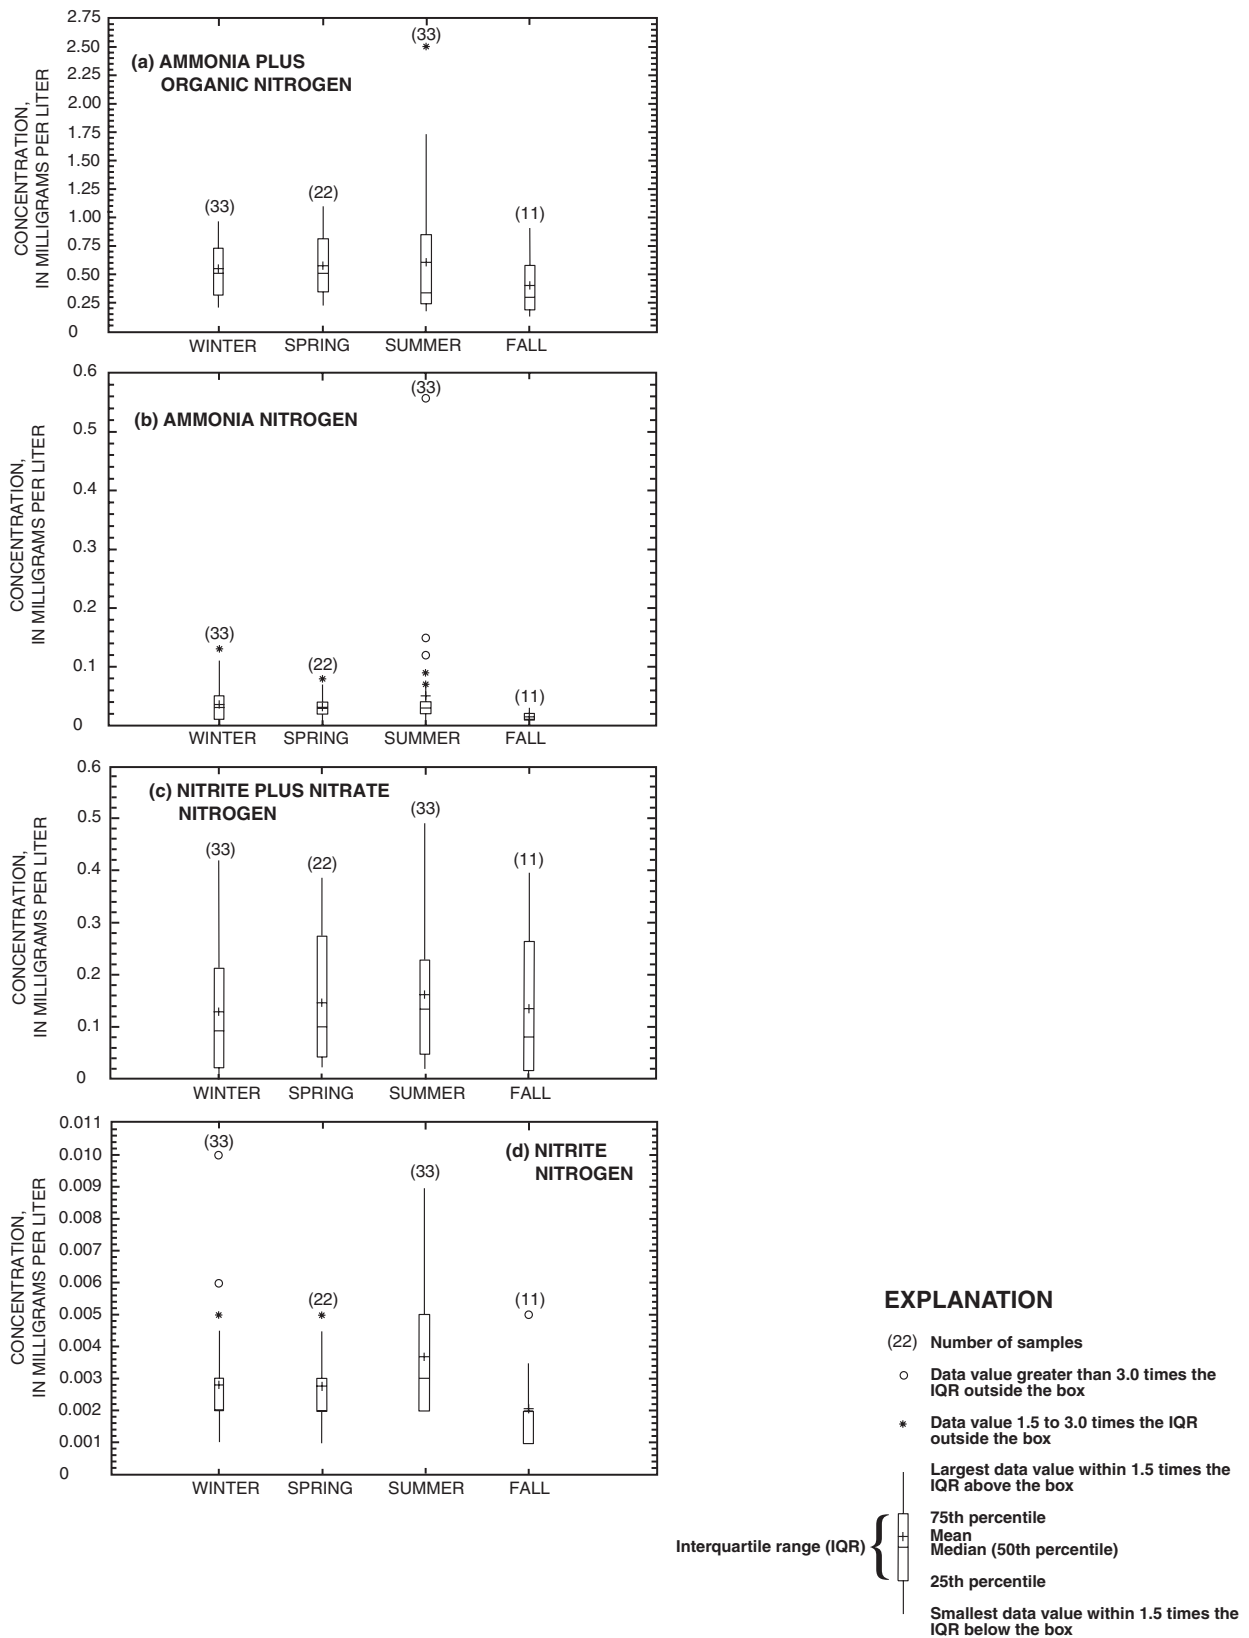 2.75
2.50
2.25
2.00
1.75
1.50
1.25
1.00
0.75
0.50
0.25
0
CONCENTRATION,
IN MILLIGRAMS PER LITER
(a) AMMONIA PLUS
ORGANIC NITROGEN
(33)
(22)
(33)
(11)
WINTER SPRING SUMMER FALL
0.6
0.5
0.4
0.3
0.2
0.1
0
CONCENTRATION,
IN MILLIGRAMS PER LITER
(b) AMMONIA NITROGEN
(33)
(22)
(33)
(11)
WINTER SPRING SUMMER FALL
0.6
0.5
0.4
0.3
0.2
0.1
0
CONCENTRATION,
IN MILLIGRAMS PER LITER
(c) NITRITE PLUS NITRATE
NITROGEN
(33)
(22)
(33)
(11)
WINTER SPRING SUMMER FALL
0.011
0.010
0.009
0.008
0.007
0.006
0.005
0.004
0.003
0.002
0.001
0
CONCENTRATION,
IN MILLIGRAMS PER LITER
(d) NITRITE
NITROGEN
(33)
(22)
(33)
(11)
WINTER SPRING SUMMER FALL
EXPLANATION
(22) Number of samples
Data value greater than 3.0 times the
IQR outside the box
Data value 1.5 to 3.0 times the IQR
outside the box
Largest data value within 1.5 times the
IQR above the box
75th percentile
Mean
Interquartile range (IQR)
Median (50th percentile)
25th percentile
Smallest data value within 1.5 times the
IQR below the box